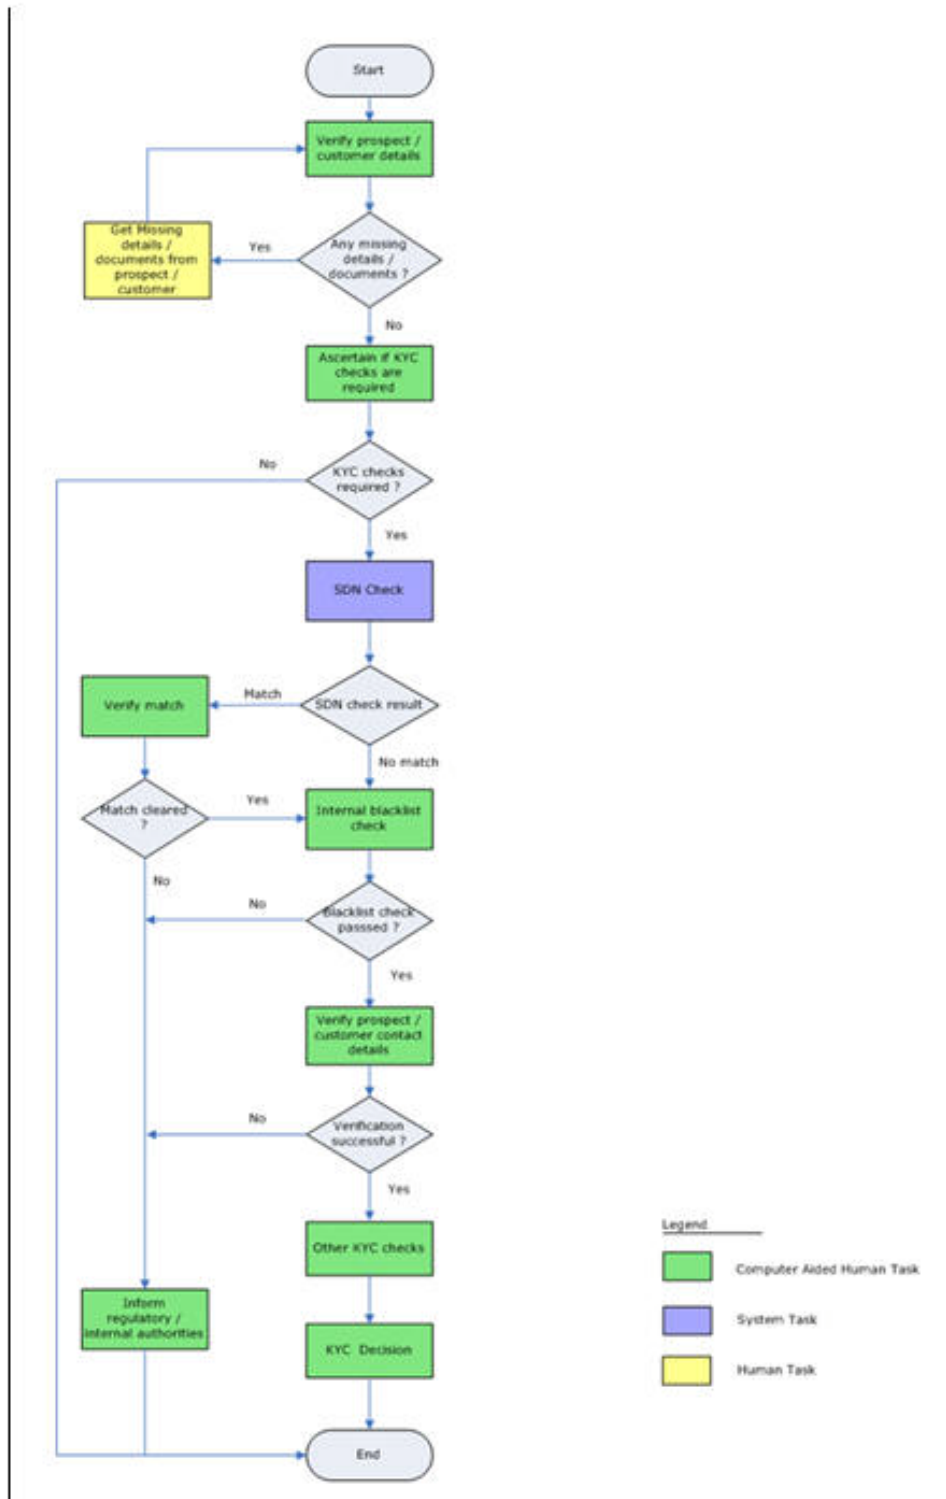 Start
Verify prospect /
customer details
Get Missing
details /
documents from
prospect /
customer
Yes
Any missing
details /
documents ?
No
Ascertain if KYC
checks are
required
No
KYC checks
required ?
Yes
SDN Check
Verify match
Match
SDN check result
No match
Match cleared
?
Yes
Internal blacklist
check
No
No
Blacklist check
passsed ?
Yes
Verify prospect /
customer contact
details
No
Verification
successful ?
Yes
Other KYC checks
Inform
regulatory /
internal authorities
KYC Decision
End
Legend
Computer Aided Human Task
System Task
Human Task